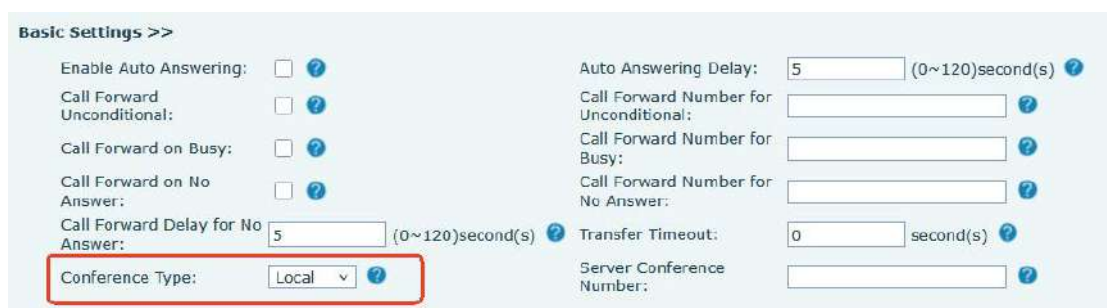 Basic Settings >>
Enable Auto Answering: Auto Answering Delay: 5 (0~120)second(s)
Call Forward Call Forward Number for
Unconditional: Unconditional:
Call Forward on Busy: Call Forward Number for
Busy:
Call Forward on No Call Forward Number for
Answer: No Answer:
Call Forward Delay for No
Answer: 5 (0~120)second(s) Transfer Timeout: 0 second(s)
Conference Type: Local Server Conference
Number: